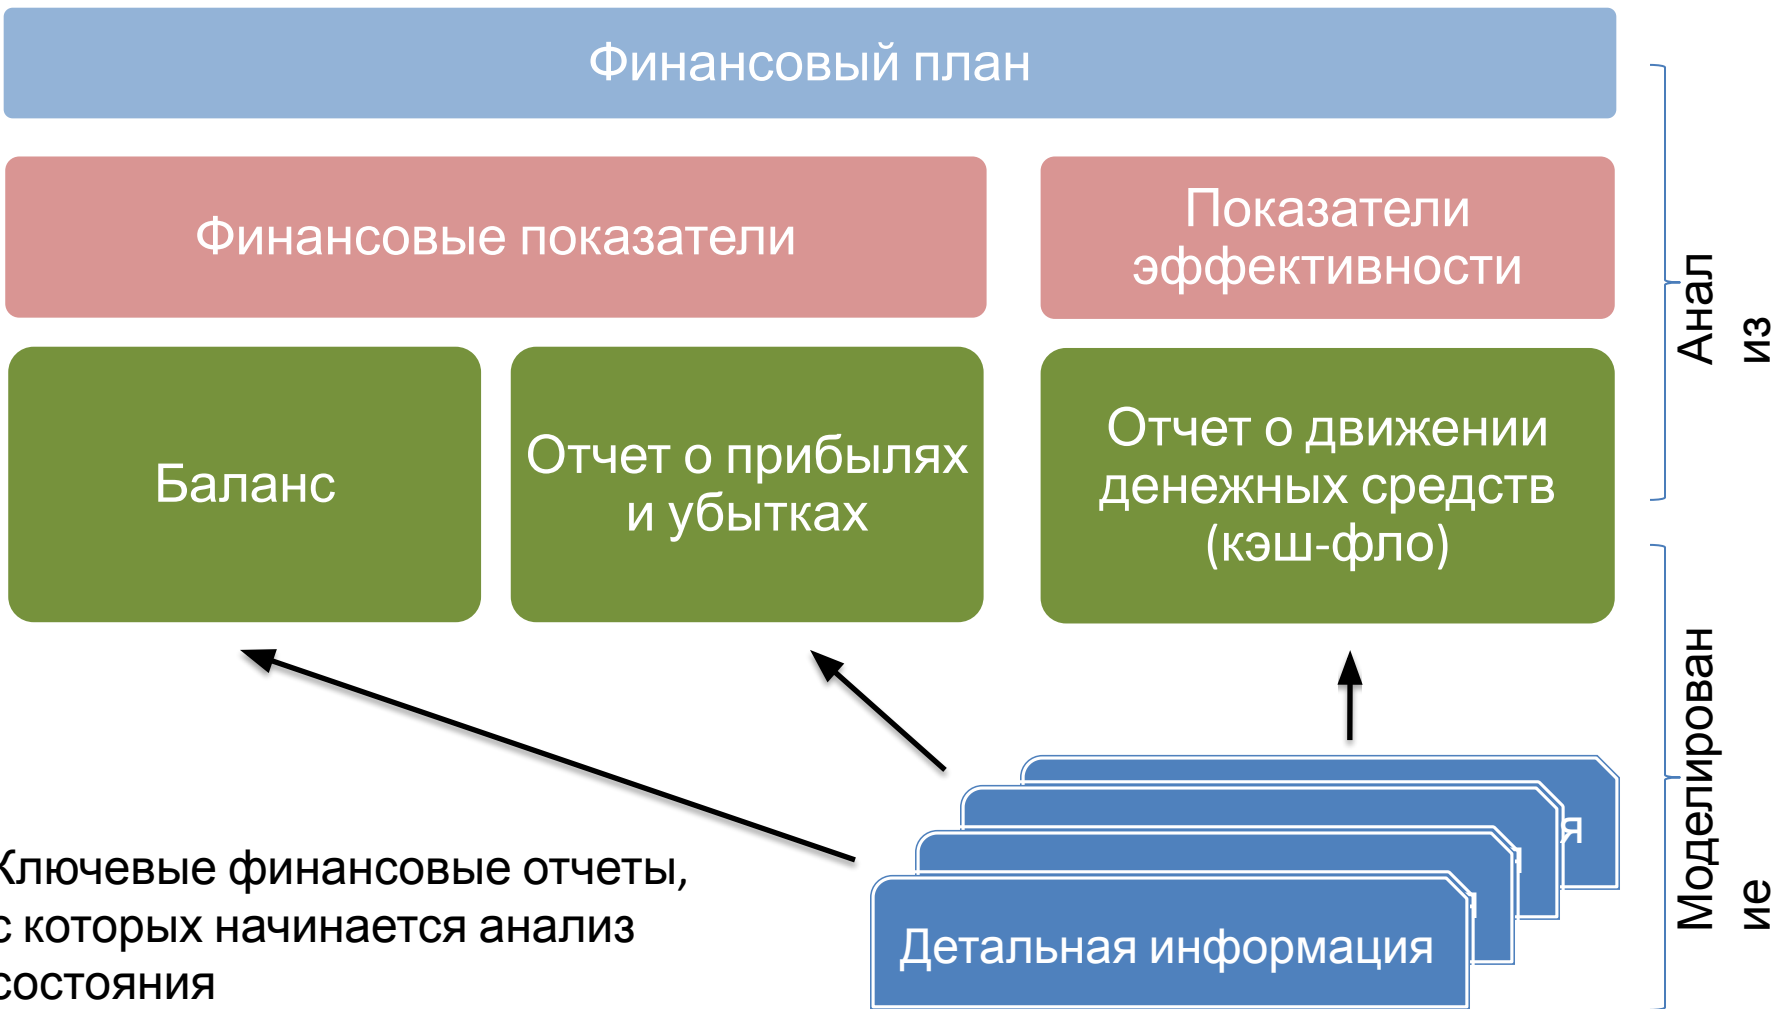 Финансовый план
Финансовые показатели
Показатели
эффективности
Баланс
Отчет о прибылях
и убытках
Отчет о движении
денежных средств
(кэш-фло)
Анал
из
Моделирован
ие
я
Детальная информация
Ключевые финансовые отчеты,
с которых начинается анализ
состояния